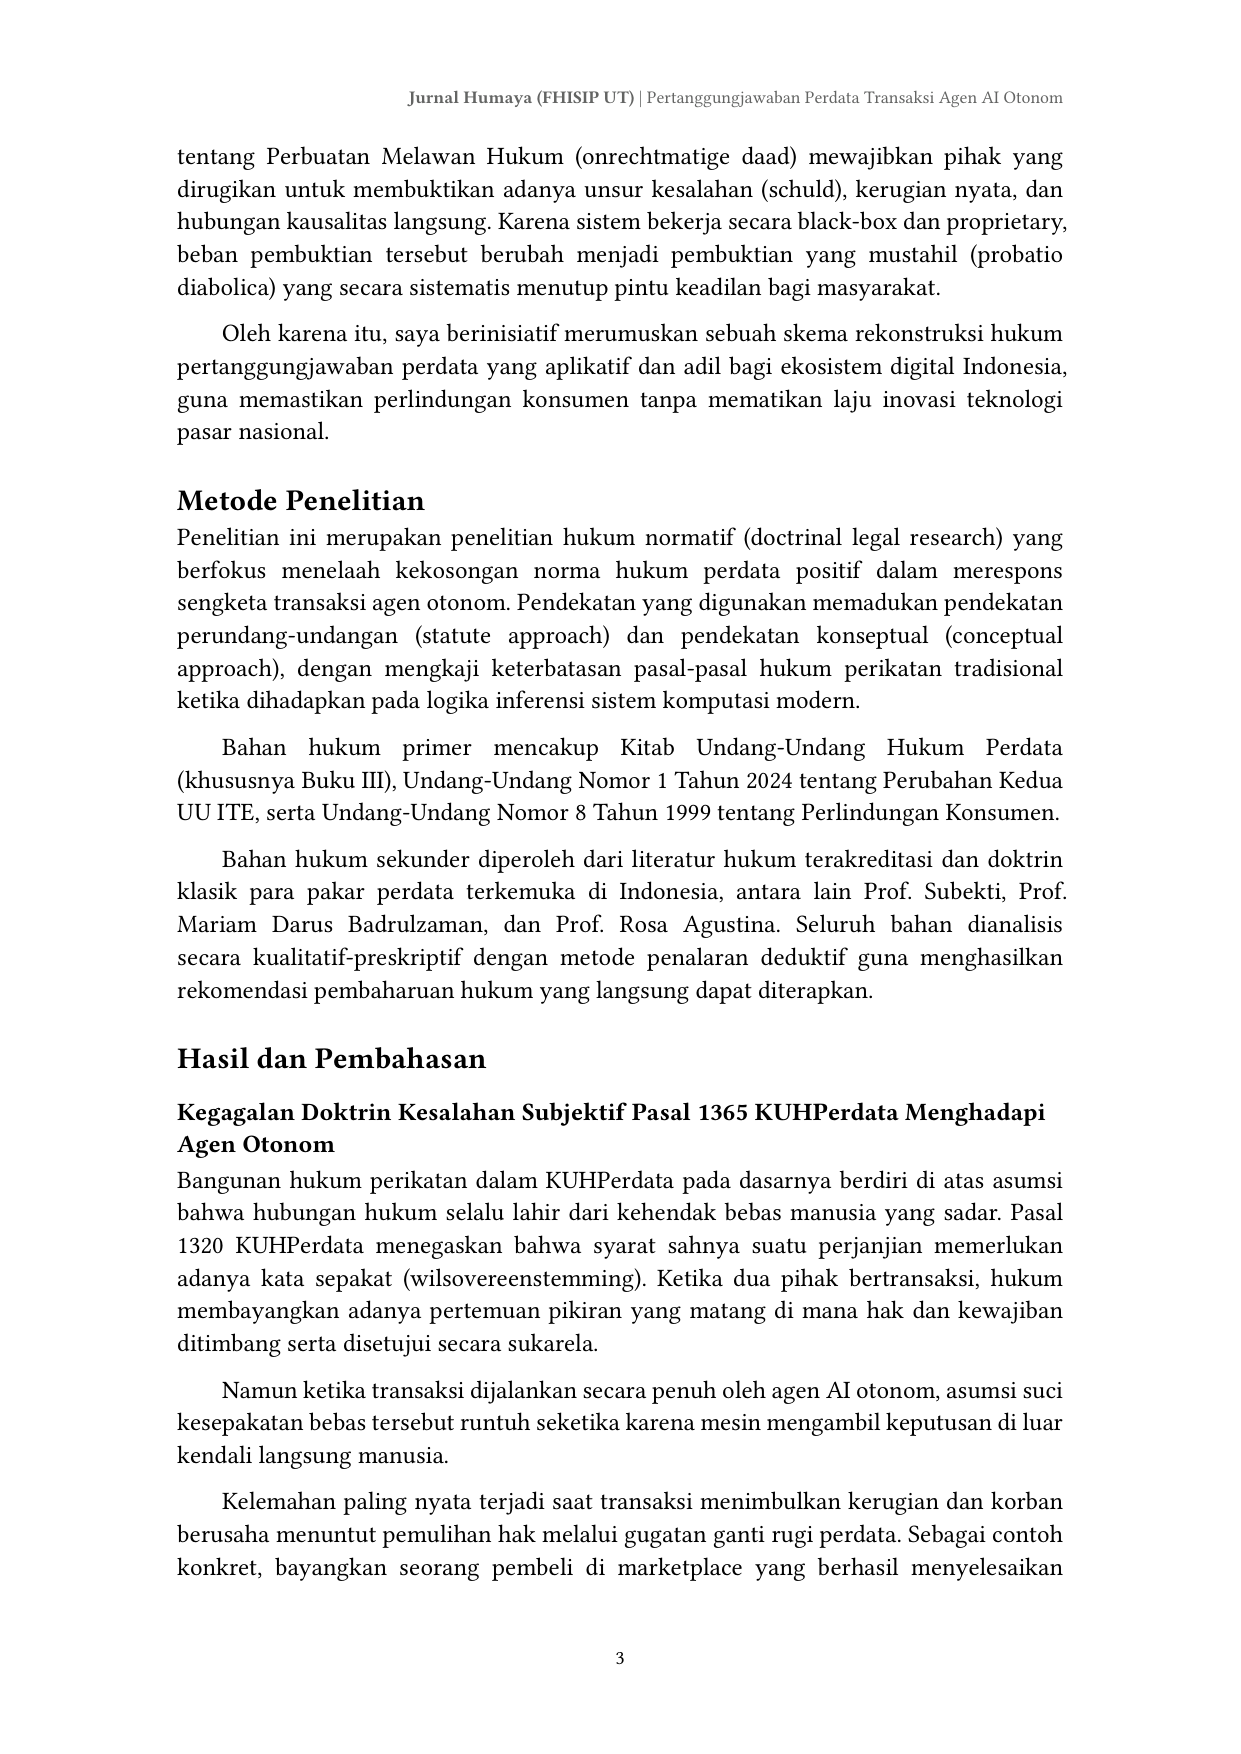 Jurnal Humaya (FHISIP UT) | Pertanggungjawaban Perdata Transaksi Agen AI Otonom
tentang Perbuatan Melawan Hukum (onrechtmatige daad) mewajibkan pihak yang
dirugikan untuk membuktikan adanya unsur kesalahan (schuld), kerugian nyata, dan
hubungan kausalitas langsung. Karena sistem bekerja secara black-box dan proprietary,
beban pembuktian tersebut berubah menjadi pembuktian yang mustahil (probatio
diabolica) yang secara sistematis menutup pintu keadilan bagi masyarakat.
Oleh karena itu, saya berinisiatif merumuskan sebuah skema rekonstruksi hukum
pertanggungjawaban perdata yang aplikatif dan adil bagi ekosistem digital Indonesia,
guna memastikan perlindungan konsumen tanpa mematikan laju inovasi teknologi
pasar nasional.
Metode Penelitian
Penelitian ini merupakan penelitian hukum normatif (doctrinal legal research) yang
berfokus menelaah kekosongan norma hukum perdata positif dalam merespons
sengketa transaksi agen otonom. Pendekatan yang digunakan memadukan pendekatan
perundang-undangan (statute approach) dan pendekatan konseptual (conceptual
approach), dengan mengkaji keterbatasan pasal-pasal hukum perikatan tradisional
ketika dihadapkan pada logika inferensi sistem komputasi modern.
Bahan hukum primer mencakup Kitab Undang-Undang Hukum Perdata
(khususnya Buku III), Undang-Undang Nomor 1 Tahun 2024 tentang Perubahan Kedua
UU ITE, serta Undang-Undang Nomor 8 Tahun 1999 tentang Perlindungan Konsumen.
Bahan hukum sekunder diperoleh dari literatur hukum terakreditasi dan doktrin
klasik para pakar perdata terkemuka di Indonesia, antara lain Prof. Subekti, Prof.
Mariam Darus Badrulzaman, dan Prof. Rosa Agustina. Seluruh bahan dianalisis
secara kualitatif-preskriptif dengan metode penalaran deduktif guna menghasilkan
rekomendasi pembaharuan hukum yang langsung dapat diterapkan.
Hasil dan Pembahasan
Kegagalan Doktrin Kesalahan Subjektif Pasal 1365 KUHPerdata Menghadapi
Agen Otonom
Bangunan hukum perikatan dalam KUHPerdata pada dasarnya berdiri di atas asumsi
bahwa hubungan hukum selalu lahir dari kehendak bebas manusia yang sadar. Pasal
1320 KUHPerdata menegaskan bahwa syarat sahnya suatu perjanjian memerlukan
adanya kata sepakat (wilsovereenstemming). Ketika dua pihak bertransaksi, hukum
membayangkan adanya pertemuan pikiran yang matang di mana hak dan kewajiban
ditimbang serta disetujui secara sukarela.
Namun ketika transaksi dijalankan secara penuh oleh agen AI otonom, asumsi suci
kesepakatan bebas tersebut runtuh seketika karena mesin mengambil keputusan di luar
kendali langsung manusia.
Kelemahan paling nyata terjadi saat transaksi menimbulkan kerugian dan korban
berusaha menuntut pemulihan hak melalui gugatan ganti rugi perdata. Sebagai contoh
konkret, bayangkan seorang pembeli di marketplace yang berhasil menyelesaikan
3